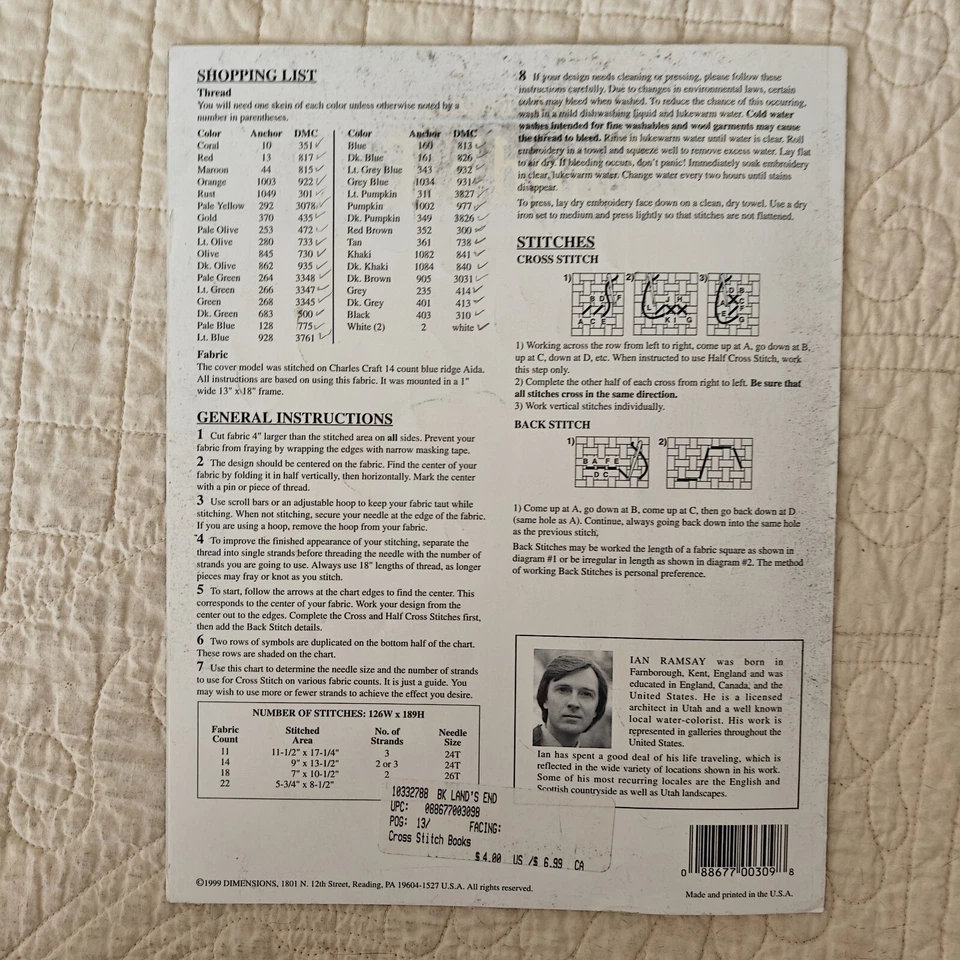 SHOPPING LIST
Thread
You will need one skein of each color unless otherwise noted by a
number in parentheses.
Color Anchor DMC
Coral 10 351
Red 13 817
Maroon 44 815
Orange 1003 922
Rust 1049 301
Pale Yellow 292 3078
Gold 370 435
Pale Olive 253 472
Lt. Olive 280 733
Olive 845 730
Dk. Olive 862 935
Pale Green 264 3348
Lt. Green 266 3347
Green 268 3345
Dk. Green 683 500
Pale Blue 128 775
Lt. Blue 928 3761
Color Anchor DMC
Blue 160 813
Dk. Blue 161 826
Lt. Grey Blue 343 932
Grey Blue 1034 931
Lt. Pumpkin 311 3827
Pumpkin 1002 977
Dk. Pumpkin 349 3826
Red Brown 352 300
Tan 361 738
Khaki 1082 841
Dk. Khaki 1084 840
Dk. Brown 905 3031
Grey 235 414
Dk. Grey 401 413
Black 403 310
White (2) 2 white
Fabric
The cover model was stitched on Charles Craft 14 count blue ridge Aida.
All instructions are based on using this fabric. It was mounted in a 1"
wide 13" x 18" frame.
GENERAL INSTRUCTIONS
1 Cut fabric 4" larger than the stitched area on all sides. Prevent your
fabric from fraying by wrapping the edges with narrow masking tape.
2 The design should be centered on the fabric. Find the center of your
fabric by folding it in half vertically, then horizontally. Mark the center
with a pin or piece of thread.
3 Use scroll bars or an adjustable hoop to keep your fabric taut while
stitching. When not stitching, secure your needle at the edge of the fabric.
If you are using a hoop, remove the hoop from your fabric.
4 To improve the finished appearance of your stitching, separate the
thread into single strands before threading the needle with the number of
strands you are going to use. Always use 18" lengths of thread, as longer
pieces may fray or knot as you stitch.
5 To start, follow the arrows at the chart edges to find the center. This
corresponds to the center of your fabric. Work your design from the
center out to the edges. Complete the Cross and Half Cross Stitches first,
then add the Back Stitch details.
6 Two rows of symbols are duplicated on the bottom half of the chart.
These rows are shaded on the chart.
7 Use this chart to determine the needle size and the number of strands
to use for Cross Stitch on various fabric counts. It is just a guide. You
may wish to use more or fewer strands to achieve the effect you desire.
NUMBER OF STITCHES: 126W x 189H
Fabric Count Stitched Area No. of Strands Needle Size
11 11-1/2" x 17-1/4" 3 24T
14 9" x 13-1/2" 2 or 3 24T
18 7" x 10-1/2" 2 26T
22 5-3/4" x 8-1/2"
10332788 BK LAND'S END
UPC: 088677003098
POG: 13/ FACING:
Cross Stitch Books
$ 4.00 US /$ 6.99 CA
©1999 DIMENSIONS, 1801 N. 12th Street, Reading, PA 19604-1527 U.S.A. All rights reserved.
8 If your design needs cleaning or pressing, please follow these
instructions carefully. Due to changes in environmental laws, certain
colors may bleed when washed. To reduce the chance of this occurring,
wash in a mild dishwashing liquid and lukewarm water. Cold water
washes intended for fine washables and wool garments may cause
the thread to bleed. Rinse in lukewarm water until water is clear. Roll
embroidery in a towel and squeeze well to remove excess water. Lay flat
to air dry. If bleeding occurs, don't panic! Immediately soak embroidery
in clear, lukewarm water. Change water every two hours until stains
disappear.
To press, lay dry embroidery face down on a clean, dry towel. Use a dry
iron set to medium and press lightly so that stitches are not flattened.
STITCHES
CROSS STITCH
1) 2) 3)
1) Working across the row from left to right, come up at A, go down at B,
up at C, down at D, etc. When instructed to use Half Cross Stitch, work
this step only.
2) Complete the other half of each cross from right to left. Be sure that
all stitches cross in the same direction.
3) Work vertical stitches individually.
BACK STITCH
1) 2)
B A F E
D C
1) Come up at A, go down at B, come up at C, then go back down at D
(same hole as A). Continue, always going back down into the same hole
as the previous stitch.
Back Stitches may be worked the length of a fabric square as shown in
diagram #1 or be irregular in length as shown in diagram #2. The method
of working Back Stitches is personal preference.
IAN RAMSAY was born in
Farnborough, Kent, England and was
educated in England, Canada, and the
United States. He is a licensed
architect in Utah and a well known
local water-colorist. His work is
represented in galleries throughout the
United States.
Ian has spent a good deal of his life traveling, which is
reflected in the wide variety of locations shown in his work.
Some of his most recurring locales are the English and
Scottish countryside as well as Utah landscapes.
0 88677 00309 8
Made and printed in the U.S.A.